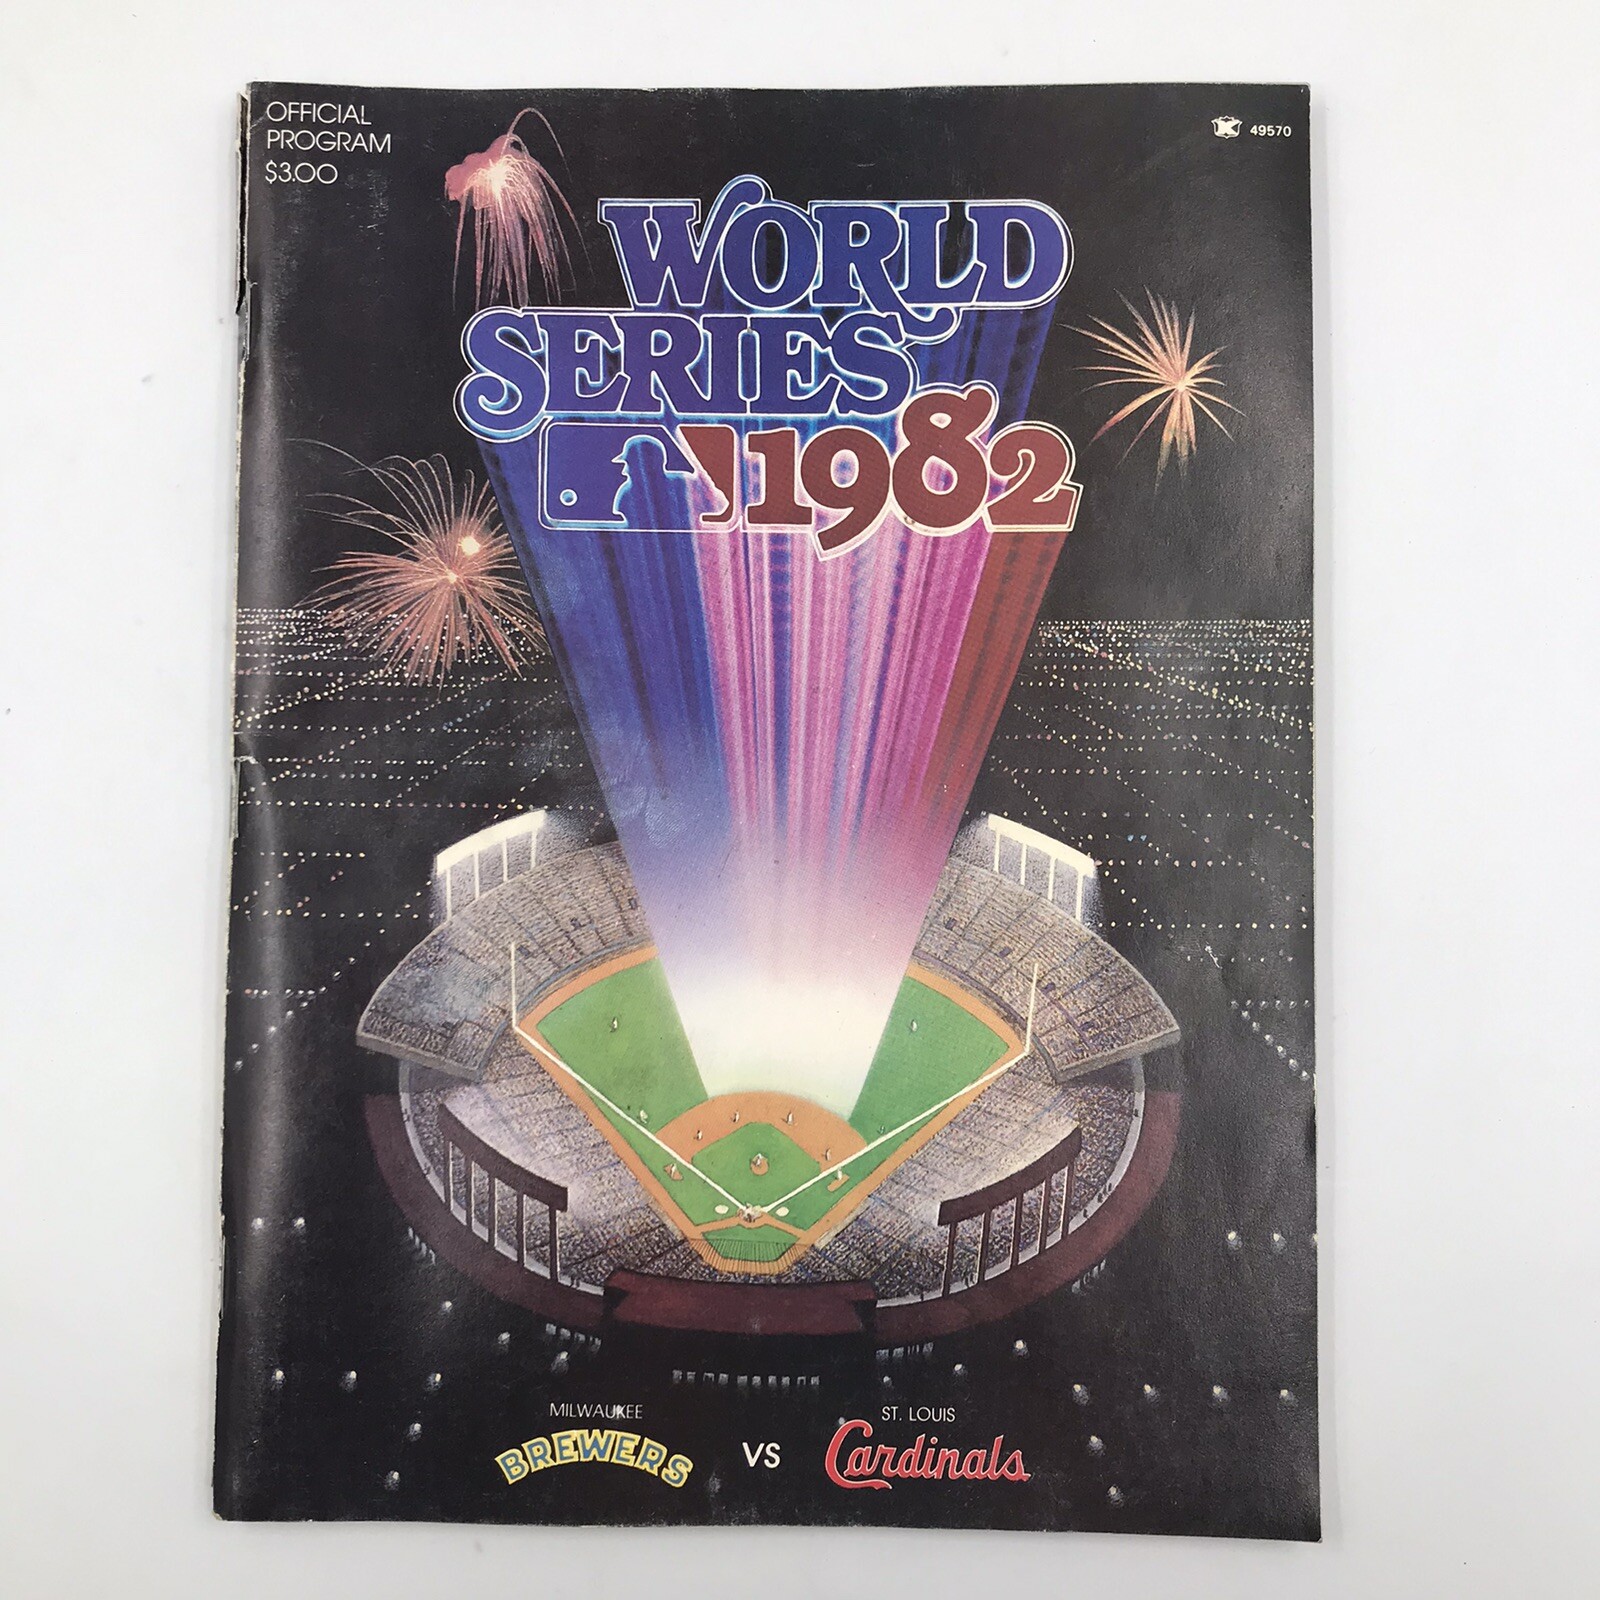 OFFICIAL
PROGRAM
$3.00
49570
WORLD
SERIES
1982
MILWAUKEE
BREWERS
VS
ST. LOUIS
Cardinals